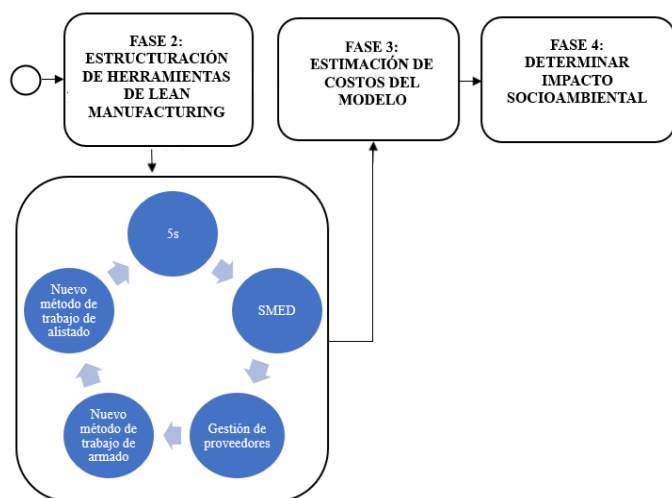 FASE 2:
ESTRUCTURACIÓN
DE HERRAMIENTAS
DE LEAN
MANUFACTURING
FASE 3:
ESTIMACIÓN DE
COSTOS DEL
MODELO
FASE 4:
DETERMINAR
IMPACTO
SOCIOAMBIENTAL
5s
SMED
Gestión de
proveedores
Nuevo
método de
trabajo de
armado
Nuevo
método de
trabajo de
alistado